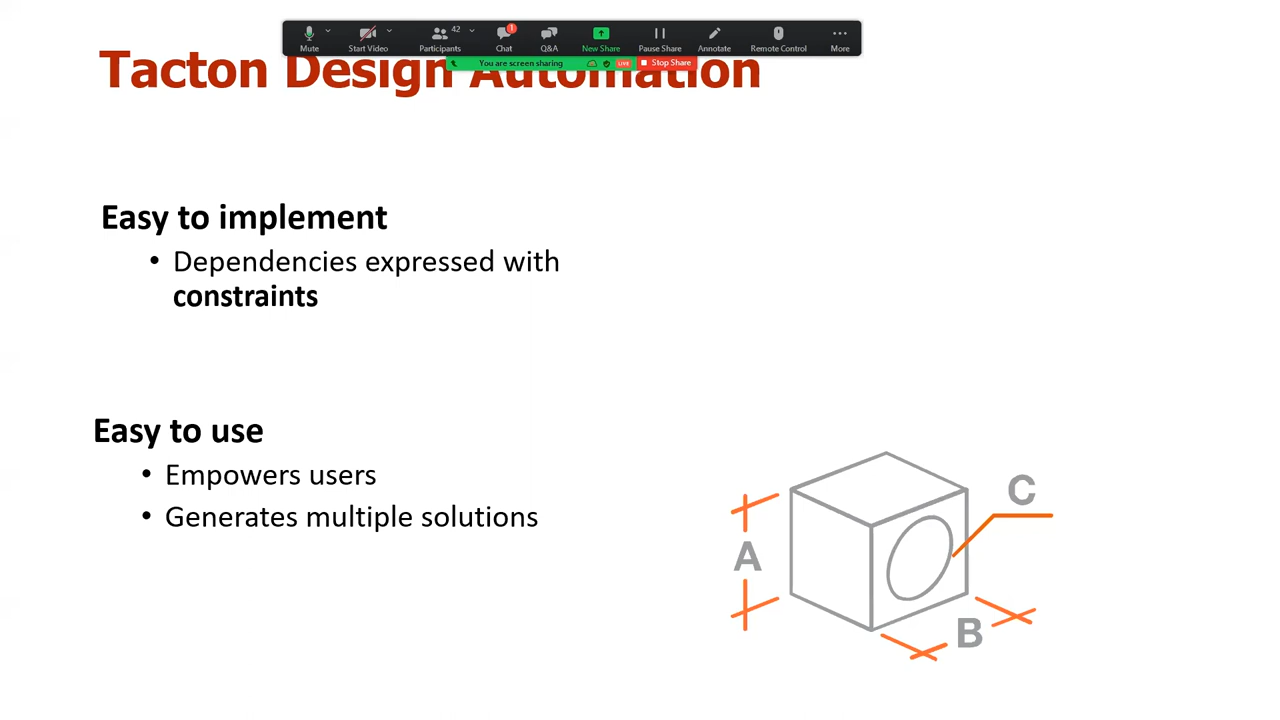 Mute
Start Video
42
Participants
1
Chat
Q&A
New Share
Pause Share
Annotate
Remote Control
More
You are screen sharing
LIVE
Stop Share
Tacton Design Automation
Easy to implement
• Dependencies expressed with
constraints
Easy to use
• Empowers users
• Generates multiple solutions
C
A
B